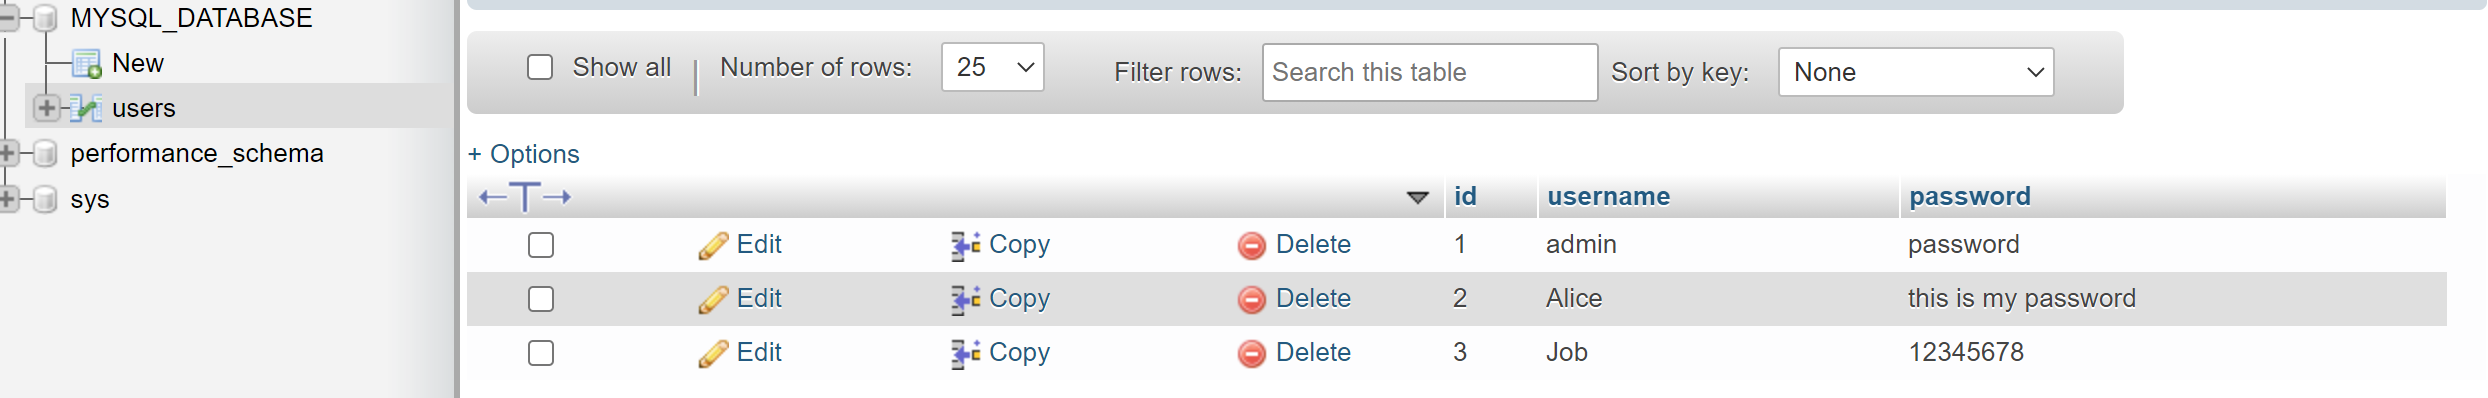 MYSQL_DATABASE
New
users
performance_schema
sys
Show all Number of rows: 25 Filter rows: Search this table Sort by key: None
+ Options
id username password
Edit Copy Delete 1 admin password
Edit Copy Delete 2 Alice this is my password
Edit Copy Delete 3 Job 12345678